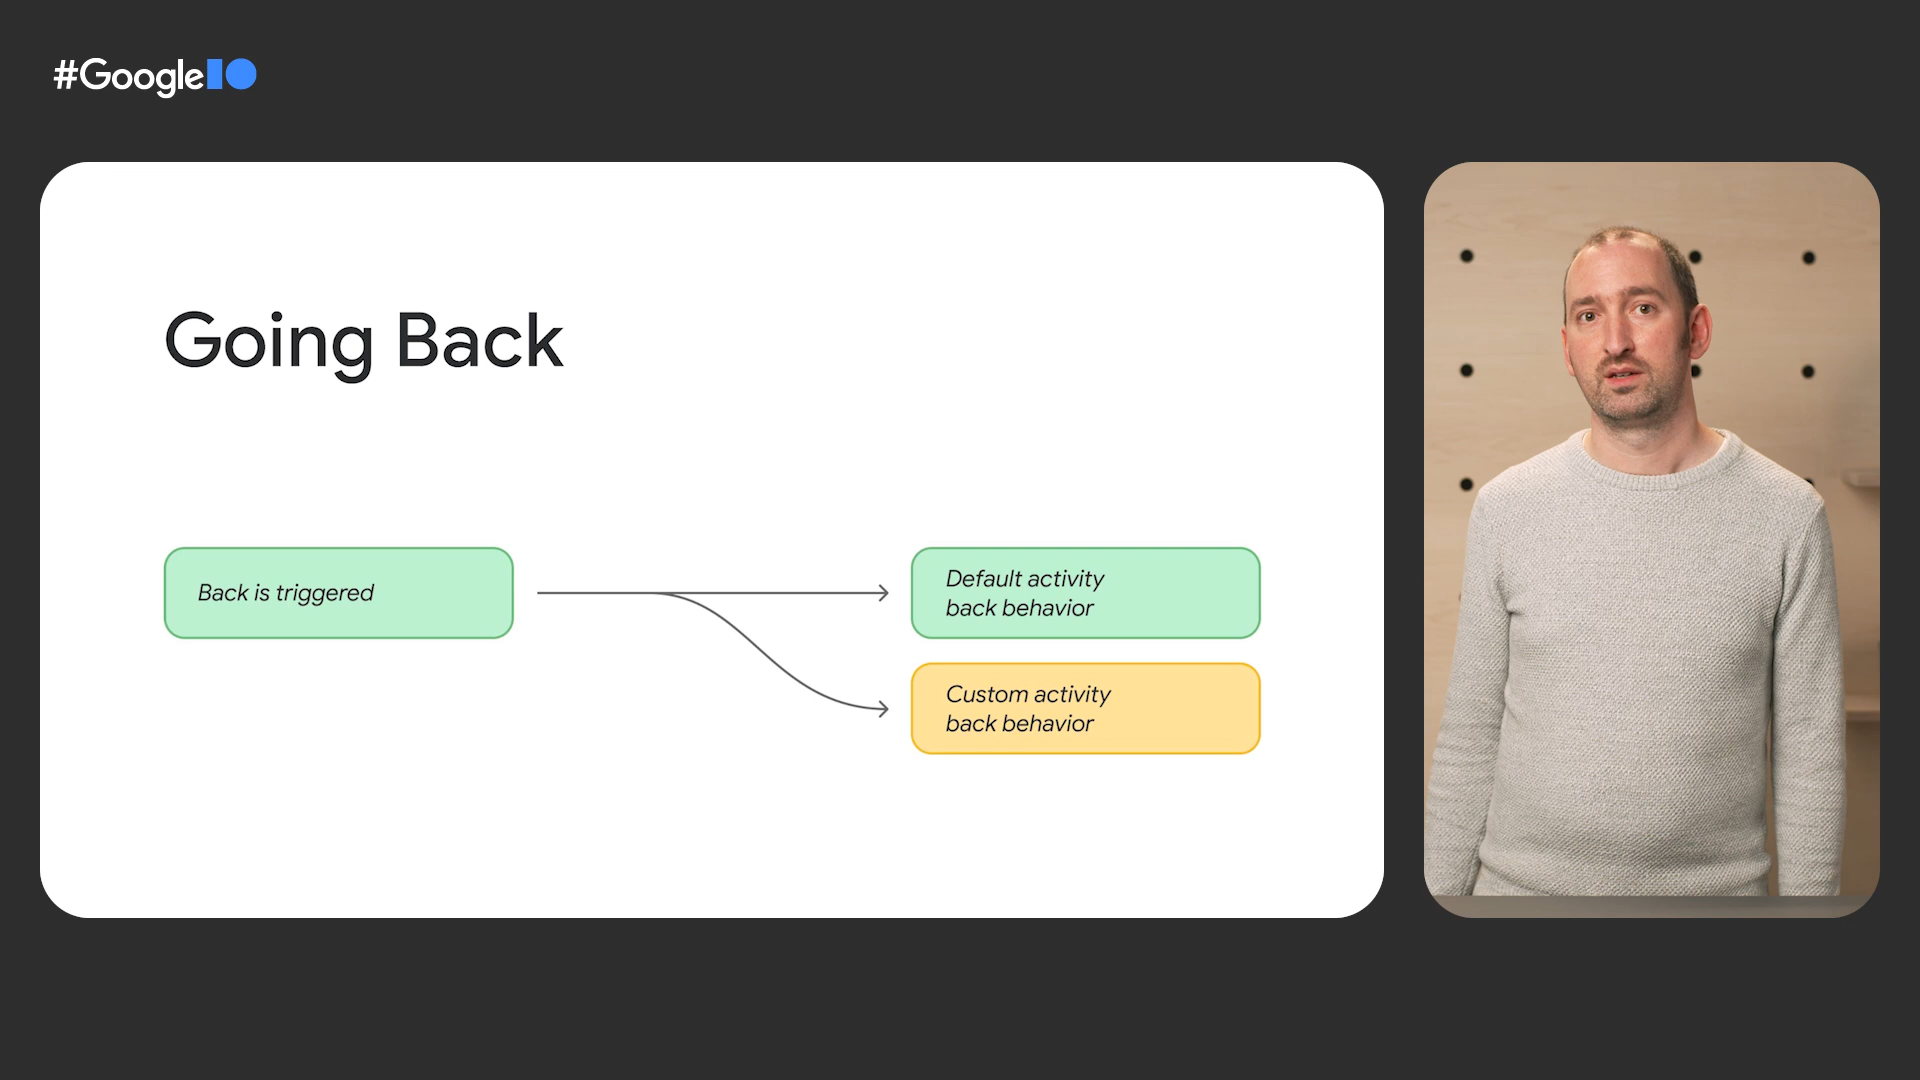 #GoogleIO
Going Back
Back is triggered
Default activity
back behavior
Custom activity
back behavior